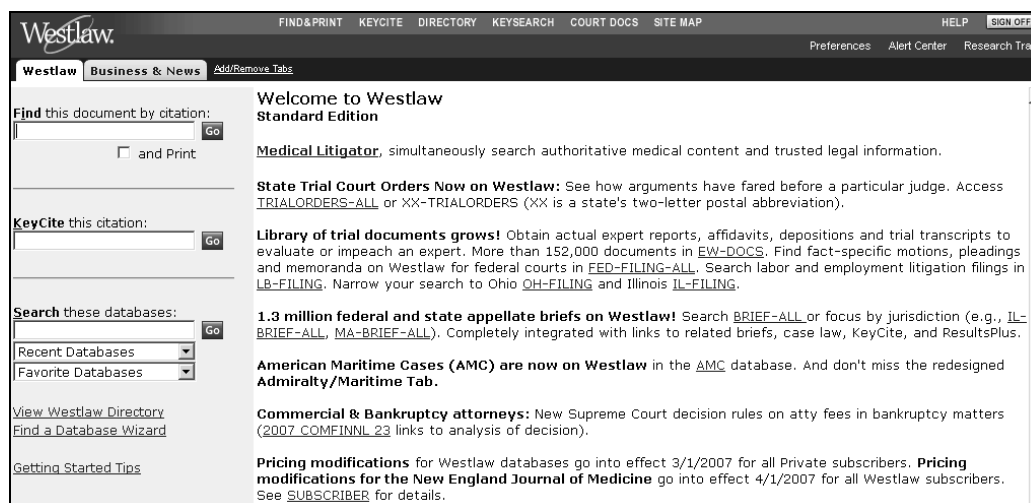 Westlaw.
FIND&PRINT KEYCITE DIRECTORY KEYSEARCH COURT DOCS SITE MAP
HELP SIGN OFF
Preferences Alert Center Research Tra
Westlaw Business & News Add/Remove Tabs
Find this document by citation:
Go
and Print
KeyCite this citation:
Go
Search these databases:
Go
Recent Databases
Favorite Databases
View Westlaw Directory
Find a Database Wizard
Getting Started Tips
Welcome to Westlaw
Standard Edition
Medical Litigator, simultaneously search authoritative medical content and trusted legal information.
State Trial Court Orders Now on Westlaw: See how arguments have fared before a particular judge. Access
TRIALORDERS-ALL or XX-TRIALORDERS (XX is a state's two-letter postal abbreviation).
Library of trial documents grows! Obtain actual expert reports, affidavits, depositions and trial transcripts to
evaluate or impeach an expert. More than 152,000 documents in EW-DOCS. Find fact-specific motions, pleadings
and memoranda on Westlaw for federal courts in FED-FILING-ALL. Search labor and employment litigation filings in
LB-FILING. Narrow your search to Ohio OH-FILING and Illinois IL-FILING.
1.3 million federal and state appellate briefs on Westlaw! Search BRIEF-ALL or focus by jurisdiction (e.g., IL-
BRIEF-ALL, MA-BRIEF-ALL). Completely integrated with links to related briefs, case law, KeyCite, and ResultsPlus.
American Maritime Cases (AMC) are now on Westlaw in the AMC database. And don't miss the redesigned
Admiralty/Maritime Tab.
Commercial & Bankruptcy attorneys: New Supreme Court decision rules on atty fees in bankruptcy matters
(2007 COMFINNL 23 links to analysis of decision).
Pricing modifications for Westlaw databases go into effect 3/1/2007 for all Private subscribers. Pricing
modifications for the New England Journal of Medicine go into effect 4/1/2007 for all Westlaw subscribers.
See SUBSCRIBER for details.